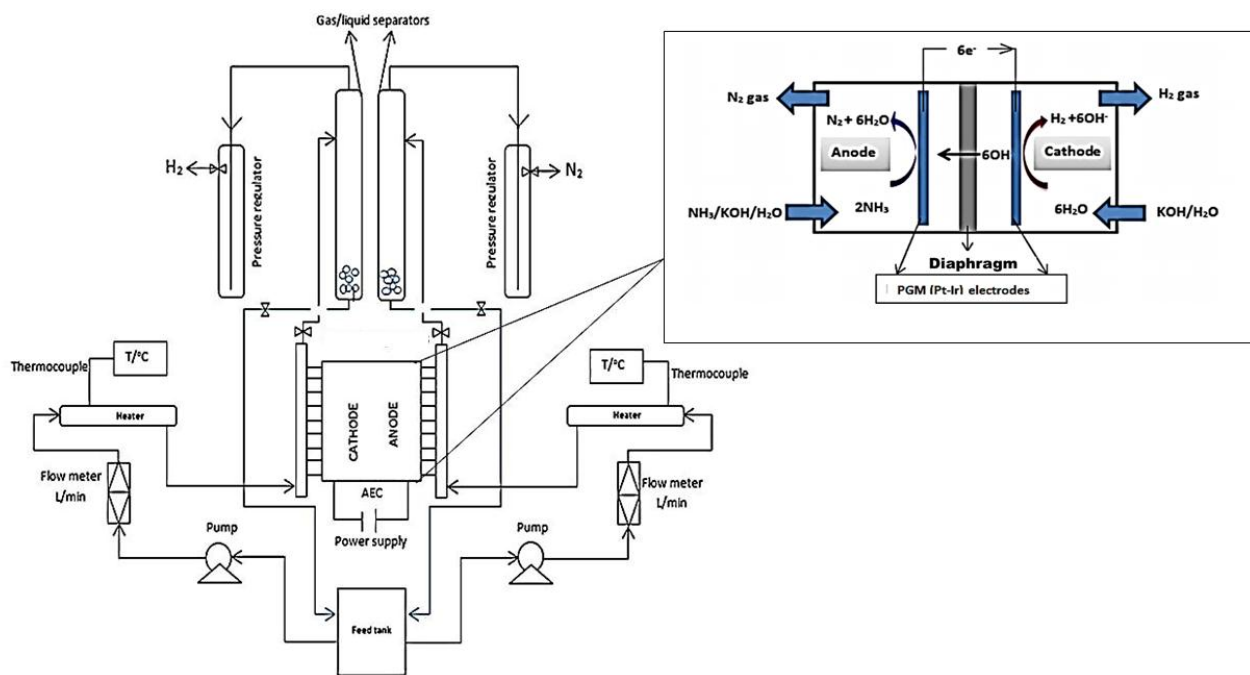 Gas/liquid separators
H₂
Pressure regulator
Pressure regulator
N₂
T/°C
Thermocouple
Heater
Flow meter
L/min
Pump
CATHODE
ANODE
AEC
Power supply
Feed tank
T/°C
Thermocouple
Heater
Flow meter
L/min
Pump
6e⁻
N₂ gas
H₂ gas
N₂ + 6H₂O
H₂ +6OH⁻
Anode
6OH
Cathode
NH₃/KOH/H₂O
2NH₃
6H₂O
KOH/H₂O
Diaphragm
PGM (Pt-Ir) electrodes